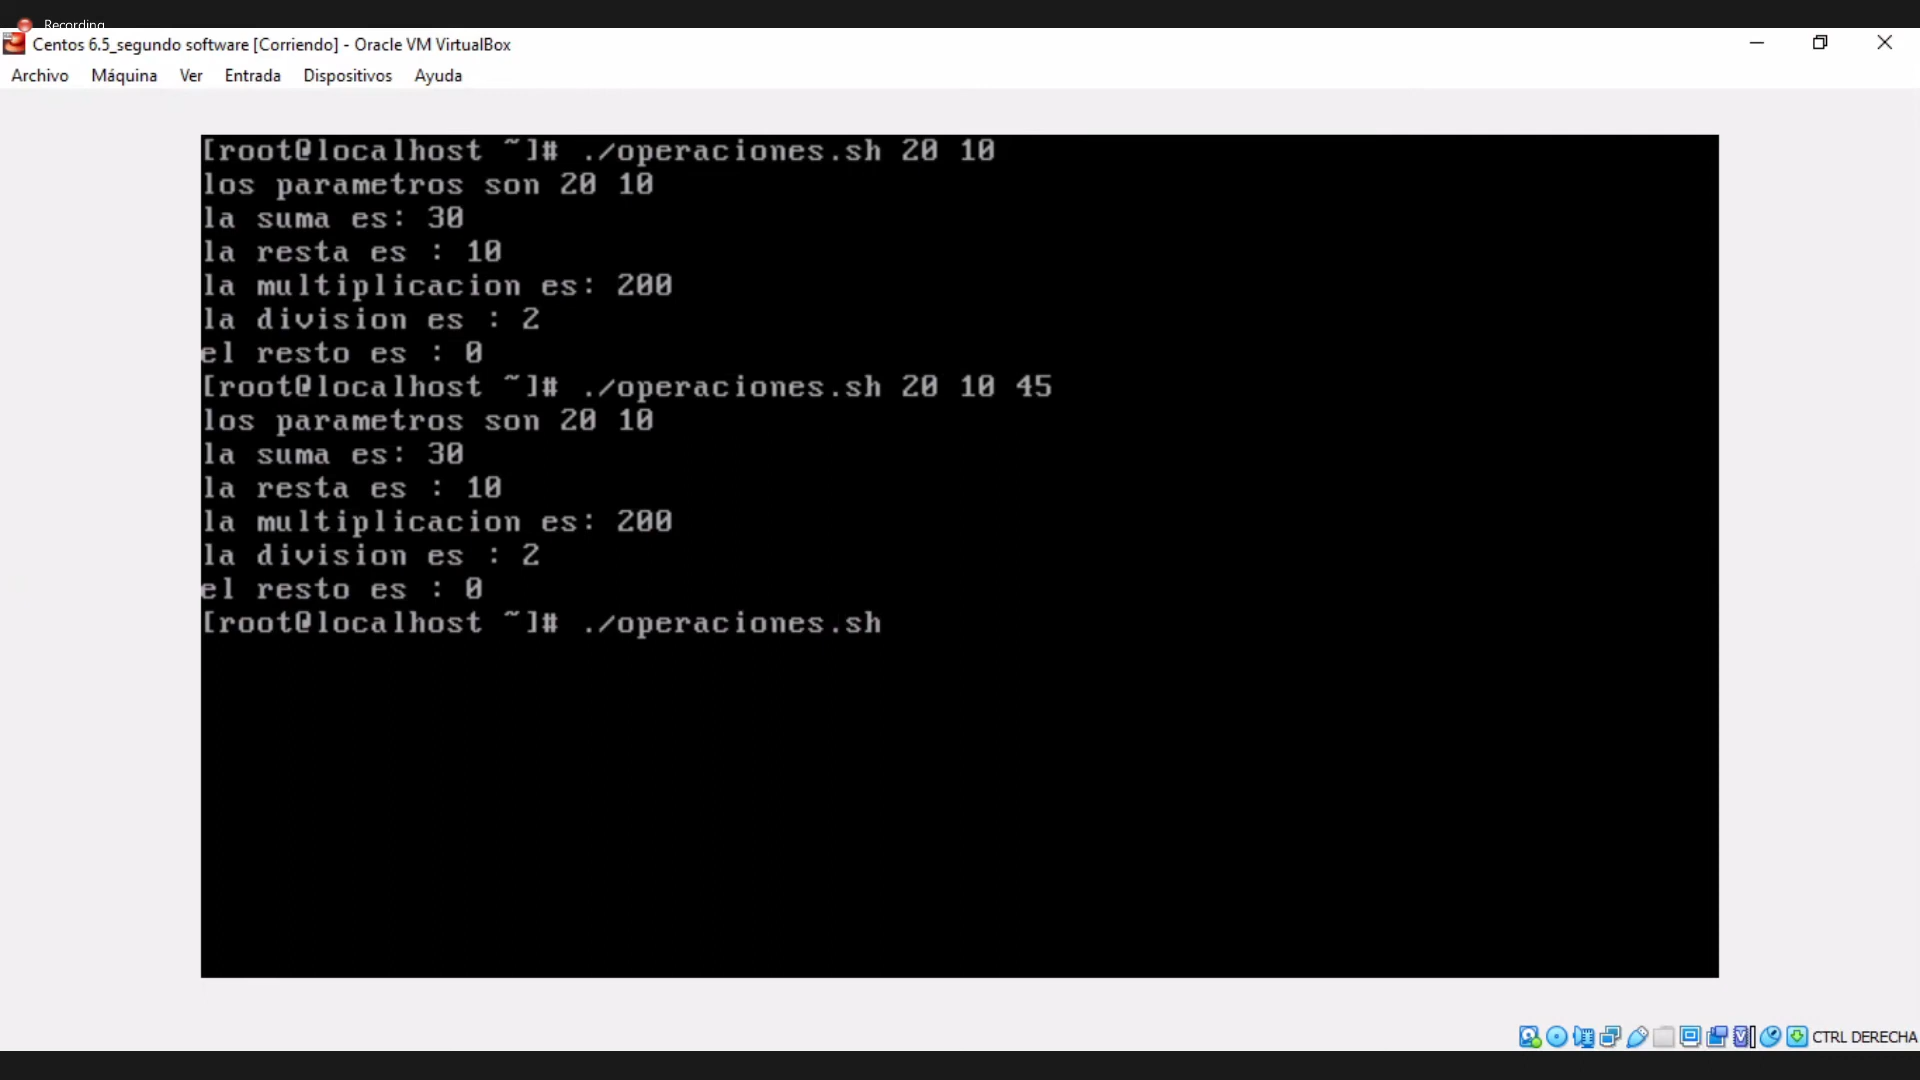 Recording
Centos 6.5_segundo software [Corriendo] - Oracle VM VirtualBox
Archivo Máquina Ver Entrada Dispositivos Ayuda
[root@localhost ~]# ./operaciones.sh 20 10
los parametros son 20 10
la suma es: 30
la resta es : 10
la multiplicacion es: 200
la division es : 2
el resto es : 0
[root@localhost ~]# ./operaciones.sh 20 10 45
los parametros son 20 10
la suma es: 30
la resta es : 10
la multiplicacion es: 200
la division es : 2
el resto es : 0
[root@localhost ~]# ./operaciones.sh
CTRL DERECHA